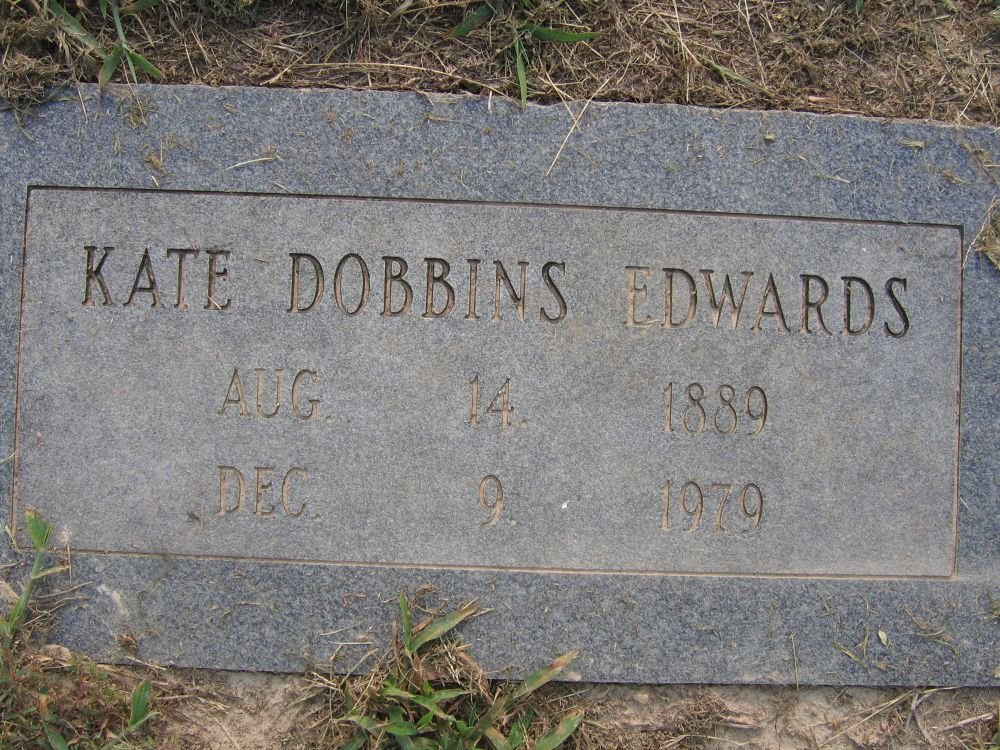 KATE DOBBINS EDWARDS
AUG. 14. 1889
DEC. 9. 1979